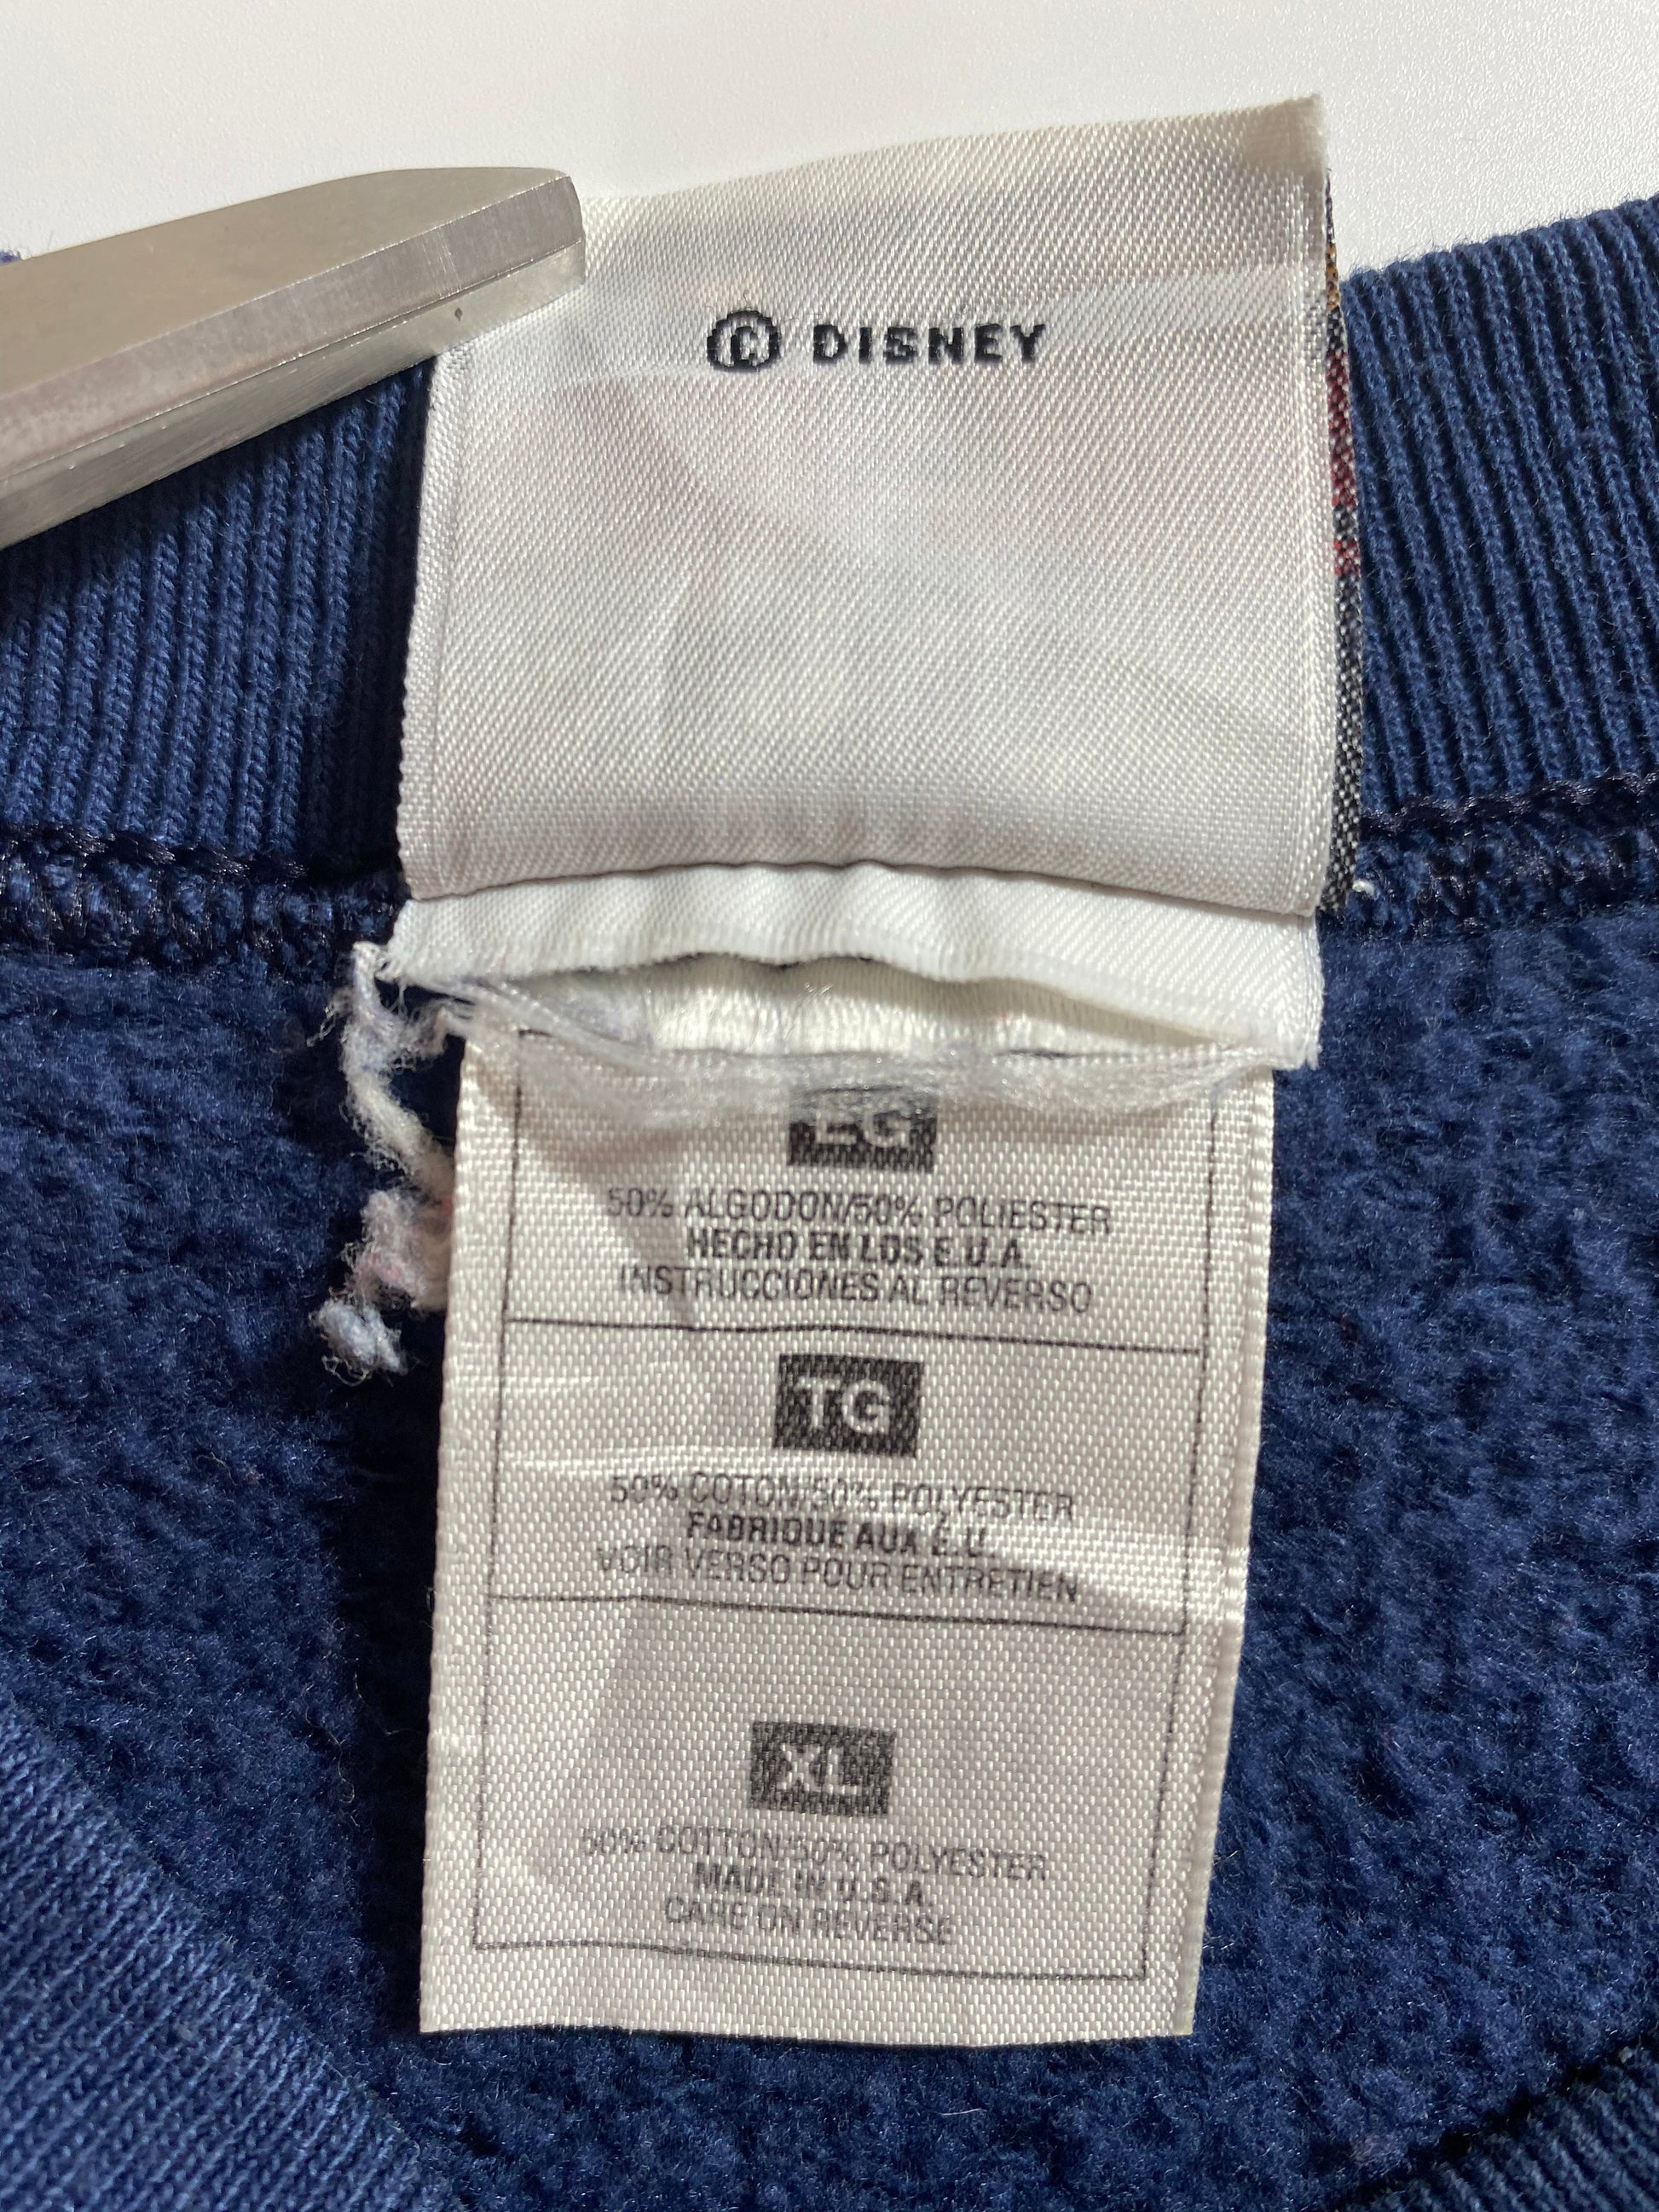 © DISNEY
EG
50% ALGODON/50% POLIESTER
HECHO EN LOS E.U.A.
INSTRUCCIONES AL REVERSO
TG
50% COTON/50% POLYESTER
FABRIQUE AUX É.U.
VOIR VERSO POUR ENTRETIEN
XL
50% COTTON/50% POLYESTER
MADE IN U.S.A.
CARE ON REVERSE